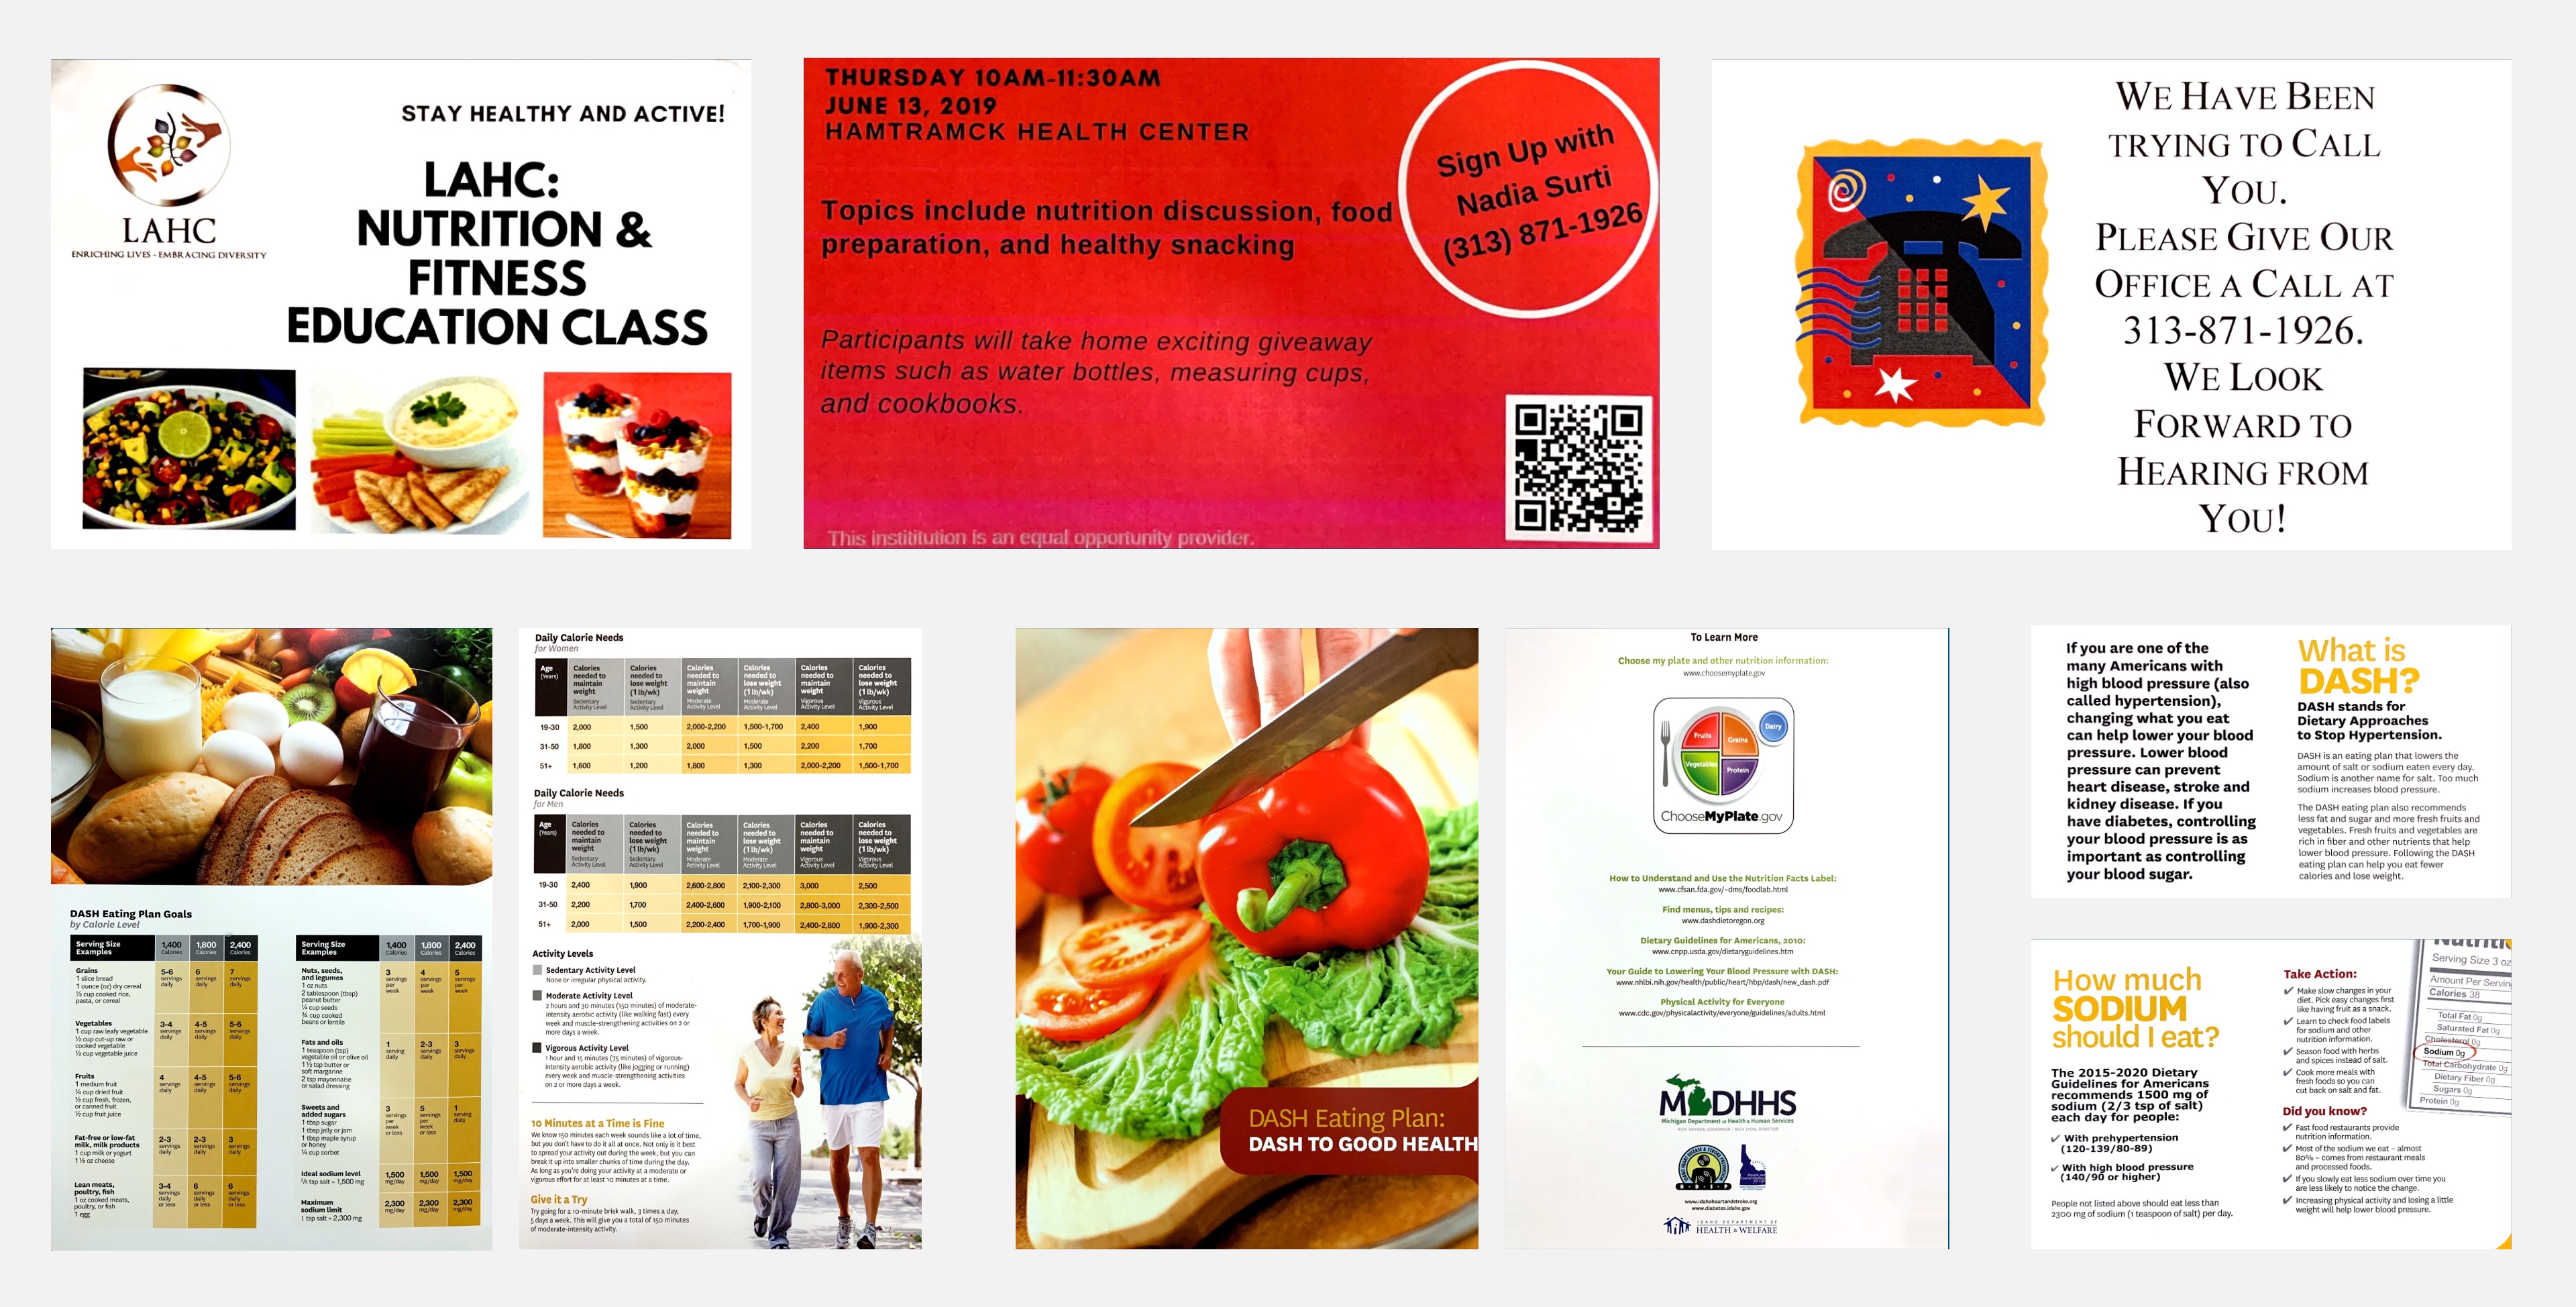 LAHC
ENRICHING LIVES - EMBRACING DIVERSITY
STAY HEALTHY AND ACTIVE!
LAHC:
NUTRITION &
FITNESS
EDUCATION CLASS
THURSDAY 10AM-11:30AM
JUNE 13, 2019
HAMTRAMCK HEALTH CENTER
Topics include nutrition discussion, food
preparation, and healthy snacking
Participants will take home exciting giveaway
items such as water bottles, measuring cups,
and cookbooks.
This instititution is an equal opportunity provider.
Sign Up with
Nadia Surti
(313) 871-1926
WE HAVE BEEN
TRYING TO CALL
YOU.
PLEASE GIVE OUR
OFFICE A CALL AT
313-871-1926.
WE LOOK
FORWARD TO
HEARING FROM
YOU!
DASH Eating Plan Goals
by Calorie Level
Serving Size Examples 1,400 Calories 1,800 Calories 2,400 Calories
Grains 5-6 servings daily 6 servings daily 7 servings daily
1 slice bread
1 ounce (oz) dry cereal
½ cup cooked rice,
pasta, or cereal
Vegetables 3-4 servings daily 4-5 servings daily 5-6 servings daily
1 cup raw leafy vegetable
½ cup cut-up raw or
cooked vegetable
½ cup vegetable juice
Fruits 4 servings daily 4-5 servings daily 5-6 servings daily
1 medium fruit
¼ cup dried fruit
½ cup fresh, frozen,
or canned fruit
½ cup fruit juice
Fat-free or low-fat
milk, milk products 2-3 servings daily 2-3 servings daily 3 servings daily
1 cup milk or yogurt
1 ½ oz cheese
Lean meats,
poultry, fish 3-4 servings daily or less 6 servings daily or less 6 servings daily or less
1 oz cooked meats,
poultry, or fish
1 egg
Serving Size Examples 1,400 Calories 1,800 Calories 2,400 Calories
Nuts, seeds,
and legumes 3 servings per week 4 servings per week 5 servings per week
1 oz nuts
2 tablespoon (tbsp)
peanut butter
¼ cup seeds
¾ cup cooked
beans or lentils
Fats and oils 1 serving daily 2-3 servings daily 3 servings daily
1 teaspoon (tsp)
vegetable oil or olive oil
1 ½ tsp butter or
soft margarine
2 tsp mayonnaise
or salad dressing
Sweets and
added sugars 3 servings per week or less 5 servings per week or less 1 serving daily
1 tbsp sugar
1 tbsp jelly or jam
1 tbsp maple syrup
or honey
¼ cup sorbet
Ideal sodium level 1,500 mg/day 1,500 mg/day 1,500 mg/day
⅔ tsp salt = 1,500 mg
Maximum
sodium limit 2,300 mg/day 2,300 mg/day 2,300 mg/day
1 tsp salt = 2,300 mg
Daily Calorie Needs
for Women
Age (Years) Calories needed to maintain weight Sedentary Activity Level Calories needed to lose weight (1 lb/wk) Sedentary Activity Level Calories needed to maintain weight Moderate Activity Level Calories needed to lose weight (1 lb/wk) Moderate Activity Level Calories needed to maintain weight Vigorous Activity Level Calories needed to lose weight (1 lb/wk) Vigorous Activity Level
19-30 2,000 1,500 2,000-2,200 1,500-1,700 2,400 1,900
31-50 1,800 1,300 2,000 1,500 2,200 1,700
51+ 1,600 1,200 1,800 1,300 2,000-2,200 1,500-1,700
Daily Calorie Needs
for Men
Age (Years) Calories needed to maintain weight Sedentary Activity Level Calories needed to lose weight (1 lb/wk) Sedentary Activity Level Calories needed to maintain weight Moderate Activity Level Calories needed to lose weight (1 lb/wk) Moderate Activity Level Calories needed to maintain weight Vigorous Activity Level Calories needed to lose weight (1 lb/wk) Vigorous Activity Level
19-30 2,400 1,900 2,600-2,800 2,100-2,300 3,000 2,500
31-50 2,200 1,700 2,400-2,600 1,900-2,100 2,800-3,000 2,300-2,500
51+ 2,000 1,500 2,200-2,400 1,700-1,900 2,400-2,800 1,900-2,300
Activity Levels
Sedentary Activity Level
None or irregular physical activity.
Moderate Activity Level
2 hours and 30 minutes (150 minutes) of moderate-
intensity aerobic activity (like walking fast) every
week and muscle-strengthening activities on 2 or
more days a week.
Vigorous Activity Level
1 hour and 15 minutes (75 minutes) of vigorous-
intensity aerobic activity (like jogging or running)
every week and muscle-strengthening activities
on 2 or more days a week.
10 Minutes at a Time is Fine
We know 150 minutes each week sounds like a lot of time,
but you don't have to do it all at once. Not only is it best
to spread your activity out during the week, but you can
break it up into smaller chunks of time during the day.
As long as you're doing your activity at a moderate or
vigorous effort for at least 10 minutes at a time.
Give it a Try
Try going for a 10-minute brisk walk, 3 times a day,
5 days a week. This will give you a total of 150 minutes
of moderate-intensity activity.
DASH Eating Plan:
DASH TO GOOD HEALTH
To Learn More
Choose my plate and other nutrition information:
www.choosemyplate.gov
Fruits
Grains
Dairy
Vegetables
Protein
ChooseMyPlate.gov
How to Understand and Use the Nutrition Facts Label:
www.cfsan.fda.gov/~dms/foodlab.html
Find menus, tips and recipes:
www.dashdietoregon.org
Dietary Guidelines for Americans, 2010:
www.cnpp.usda.gov/dietaryguidelines.htm
Your Guide to Lowering Your Blood Pressure with DASH:
www.nhlbi.nih.gov/health/public/heart/hbp/dash/new_dash.pdf
Physical Activity for Everyone
www.cdc.gov/physicalactivity/everyone/guidelines/adults.html
MDHHS
Michigan Department of Health & Human Services
RICK SNYDER, GOVERNOR / NICK LYON, DIRECTOR
www.idahoheartandstroke.org
www.diabetes.idaho.gov
IDAHO DEPARTMENT OF
HEALTH & WELFARE
If you are one of the
many Americans with
high blood pressure (also
called hypertension),
changing what you eat
can help lower your blood
pressure. Lower blood
pressure can prevent
heart disease, stroke and
kidney disease. If you
have diabetes, controlling
your blood pressure is as
important as controlling
your blood sugar.
What is
DASH?
DASH stands for
Dietary Approaches
to Stop Hypertension.
DASH is an eating plan that lowers the
amount of salt or sodium eaten every day.
Sodium is another name for salt. Too much
sodium increases blood pressure.
The DASH eating plan also recommends
less fat and sugar and more fresh fruits and
vegetables. Fresh fruits and vegetables are
rich in fiber and other nutrients that help
lower blood pressure. Following the DASH
eating plan can help you eat fewer
calories and lose weight.
How much
SODIUM
should I eat?
The 2015-2020 Dietary
Guidelines for Americans
recommends 1500 mg of
sodium (2/3 tsp of salt)
each day for people:
✓ With prehypertension
(120-139/80-89)
✓ With high blood pressure
(140/90 or higher)
People not listed above should eat less than
2300 mg of sodium (1 teaspoon of salt) per day.
Take Action:
✓ Make slow changes in your
diet. Pick easy changes first
like having fruit as a snack.
✓ Learn to check food labels
for sodium and other
nutrition information.
✓ Season food with herbs
and spices instead of salt.
✓ Cook more meals with
fresh foods so you can
cut back on salt and fat.
Did you know?
✓ Fast food restaurants provide
nutrition information.
✓ Most of the sodium we eat – almost
80% – comes from restaurant meals
and processed foods.
✓ If you slowly eat less sodium over time you
are less likely to notice the change.
✓ Increasing physical activity and losing a little
weight will help lower blood pressure.
Serving Size 3 oz
Amount Per Servin
Calories 38
Total Fat 0g
Saturated Fat 0g
Cholesterol 0g
Sodium 0g
Total Carbohydrate 0g
Dietary Fiber 0g
Sugars 0g
Protein 0g